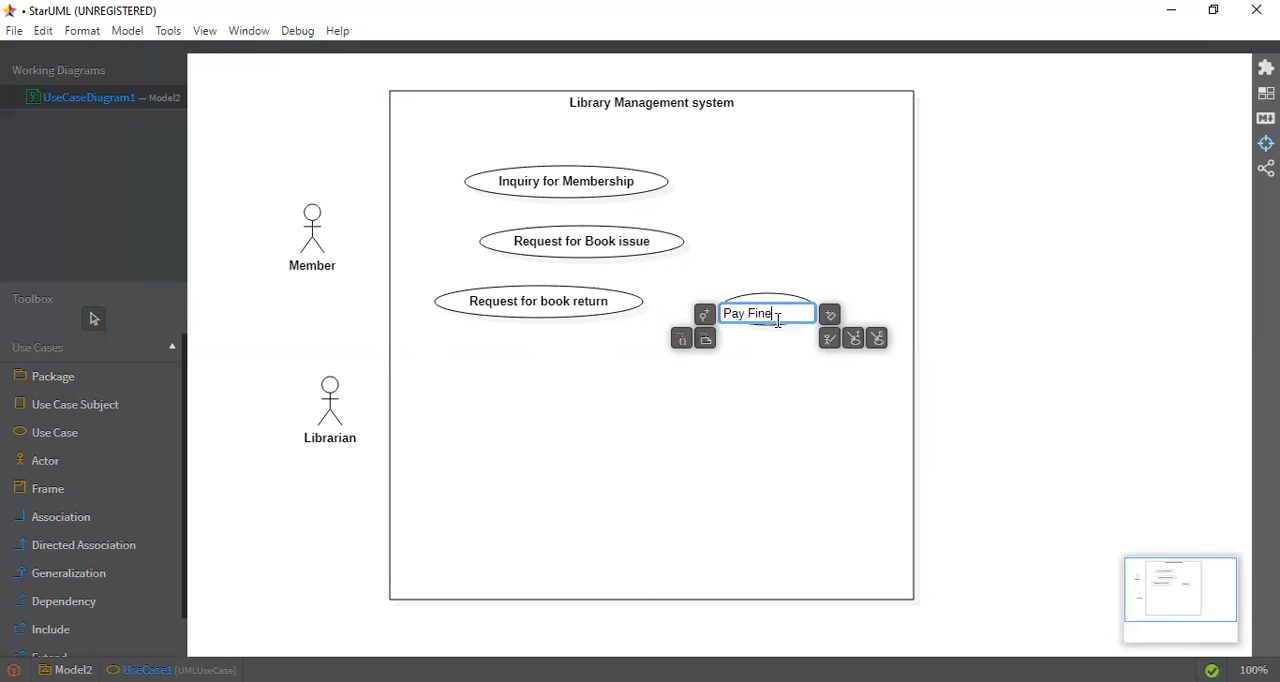 • StarUML (UNREGISTERED)
File Edit Format Model Tools View Window Debug Help
Working Diagrams
UseCaseDiagram1 — Model2
Library Management system
Inquiry for Membership
Request for Book issue
Request for book return
Pay Fine
Member
Librarian
Toolbox
Use Cases
Package
Use Case Subject
Use Case
Actor
Frame
Association
Directed Association
Generalization
Dependency
Include
Extend
Model2 UseCase1 [UMLUseCase]
100%